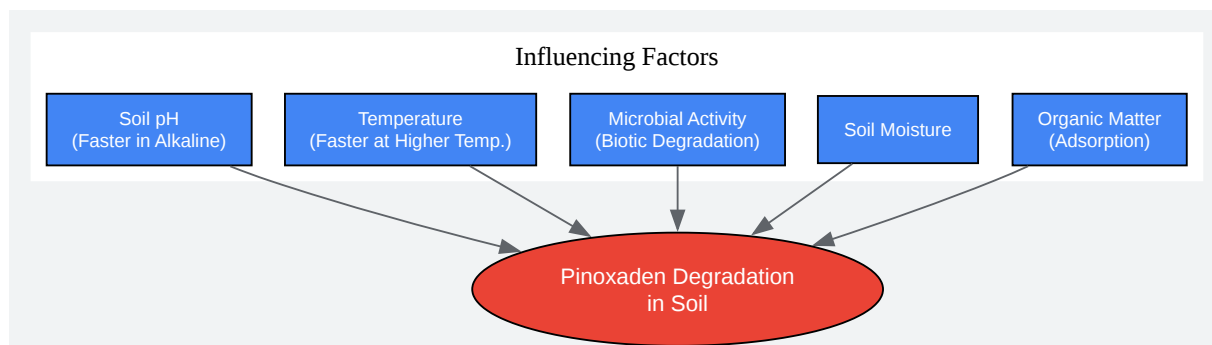 Influencing Factors
Soil pH
(Faster in Alkaline)
Temperature
(Faster at Higher Temp.)
Microbial Activity
(Biotic Degradation)
Soil Moisture
Organic Matter
(Adsorption)
Pinoxaden Degradation
in Soil